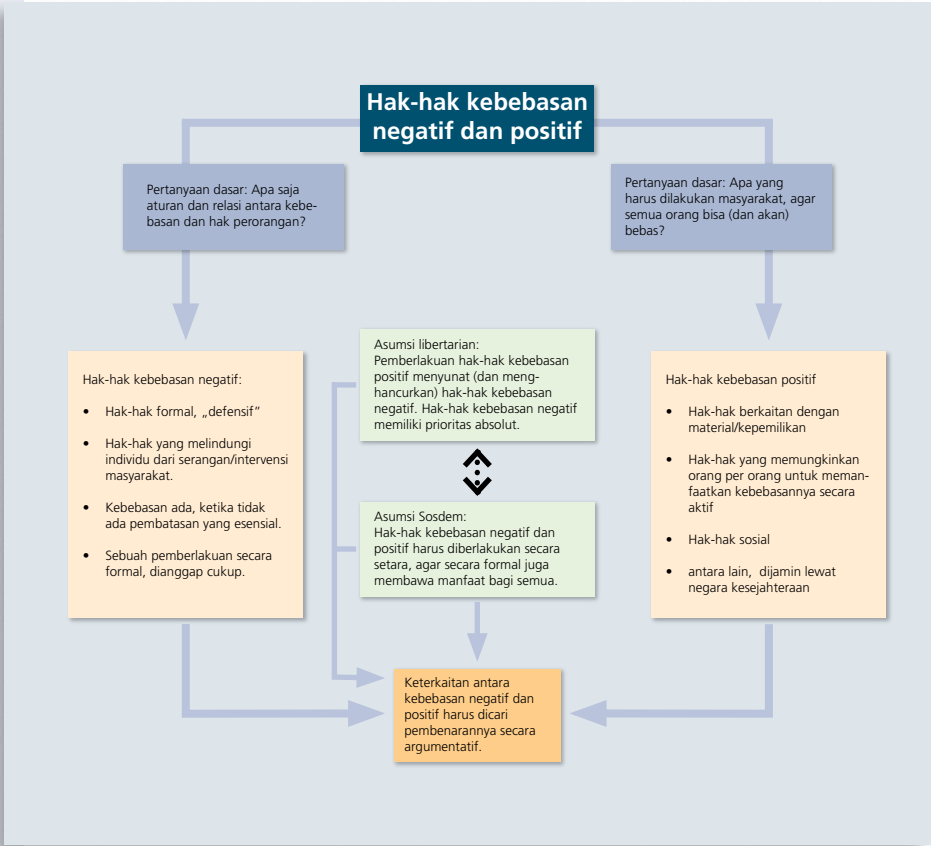 Hak-hak kebebasan
negatif dan positif
Pertanyaan dasar: Apa saja
aturan dan relasi antara kebe-
basan dan hak perorangan?
Pertanyaan dasar: Apa yang
harus dilakukan masyarakat, agar
semua orang bisa (dan akan)
bebas?
Hak-hak kebebasan negatif:
• Hak-hak formal, „defensif”
• Hak-hak yang melindungi
individu dari serangan/intervensi
masyarakat.
• Kebebasan ada, ketika tidak
ada pembatasan yang esensial.
• Sebuah pemberlakuan secara
formal, dianggap cukup.
Asumsi libertarian:
Pemberlakuan hak-hak kebebasan
positif menyunat (dan meng-
hancurkan) hak-hak kebebasan
negatif. Hak-hak kebebasan negatif
memiliki prioritas absolut.
Asumsi Sosdem:
Hak-hak kebebasan negatif dan
positif harus diberlakukan secara
setara, agar secara formal juga
membawa manfaat bagi semua.
Hak-hak kebebasan positif
• Hak-hak berkaitan dengan
material/kepemilikan
• Hak-hak yang memungkinkan
orang per orang untuk meman-
faatkan kebebasannya secara
aktif
• Hak-hak sosial
• antara lain, dijamin lewat
negara kesejahteraan
Keterkaitan antara
kebebasan negatif dan
positif harus dicari
pembenarannya secara
argumentatif.